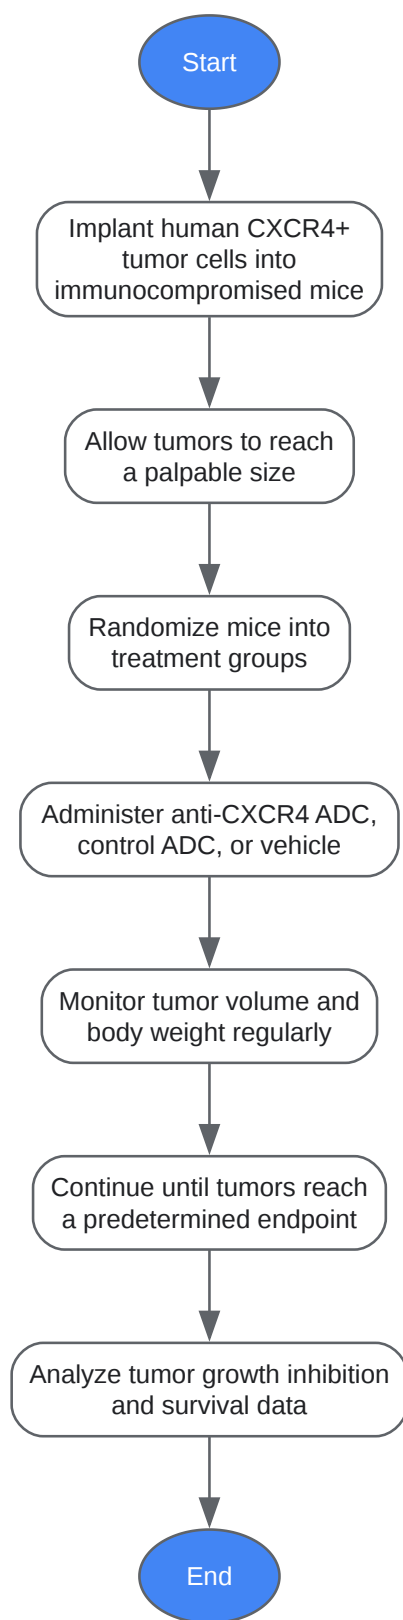 Start
Implant human CXCR4+
tumor cells into
immunocompromised mice
Allow tumors to reach
a palpable size
Randomize mice into
treatment groups
Administer anti-CXCR4 ADC,
control ADC, or vehicle
Monitor tumor volume and
body weight regularly
Continue until tumors reach
a predetermined endpoint
Analyze tumor growth inhibition
and survival data
End